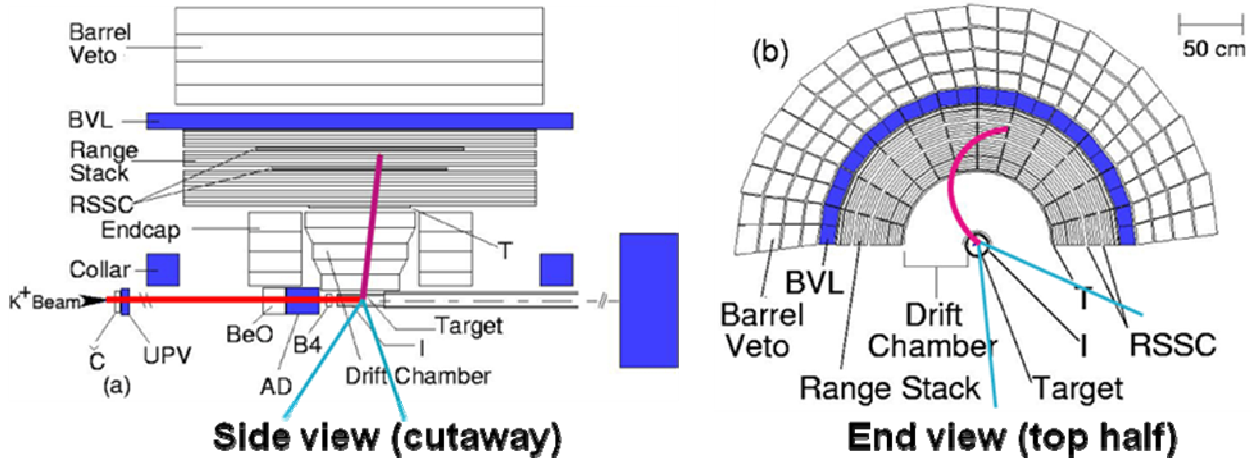 Barrel
Veto
BVL
Range
Stack
RSSC
Endcap
T
Collar
K+ Beam
Č
UPV
(a)
BeO
AD
B4
Target
I
Drift Chamber
Side view (cutaway)
(b)
50 cm
BVL
Barrel
Veto
Drift
Chamber
Range Stack
T
I
RSSC
Target
End view (top half)